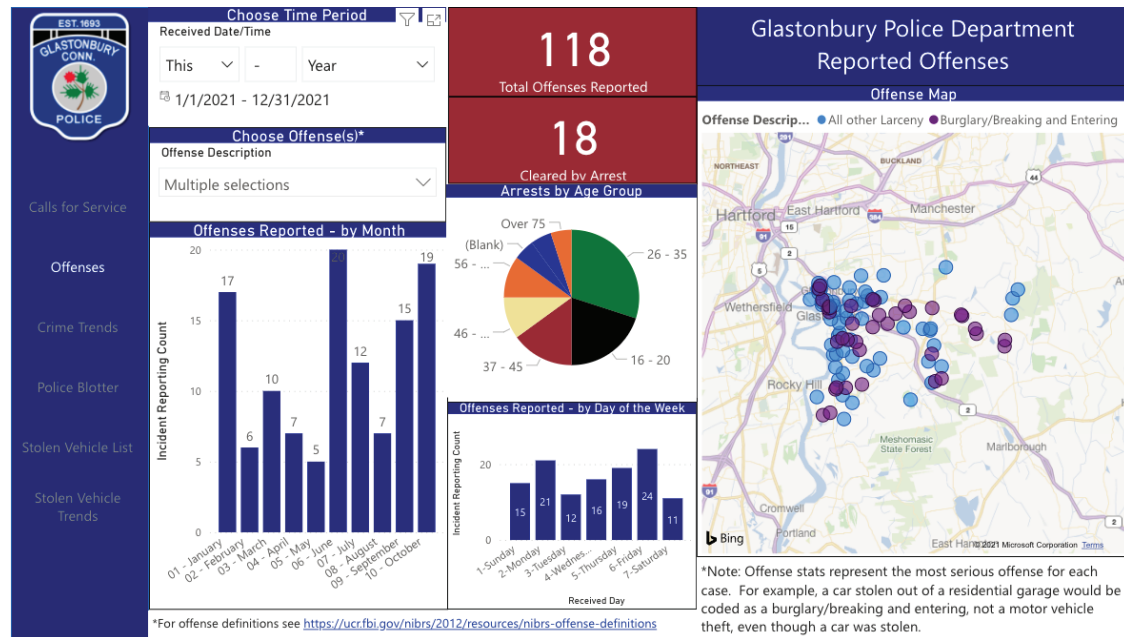 EST. 1693
GLASTONBURY
CONN.
POLICE
Calls for Service
Offenses
Crime Trends
Police Blotter
Stolen Vehicle List
Stolen Vehicle
Trends
Choose Time Period
Received Date/Time
This - Year
1/1/2021 - 12/31/2021
Choose Offense(s)*
Offense Description
Multiple selections
Offenses Reported - by Month
Incident Reporting Count
20
15
10
5
0
17
6
10
7
5
20
12
7
15
19
01 - January
02 - February
03 - March
04 - April
05 - May
06 - June
07 - July
08 - August
09 - September
10 - October
118
Total Offenses Reported
18
Cleared by Arrest
Arrests by Age Group
Over 75
(Blank)
56 - ...
46 - ...
37 - 45
16 - 20
26 - 35
Offenses Reported - by Day of the Week
Incident Reporting Count
20
0
15
21
12
16
19
24
11
1-Sunday
2-Monday
3-Tuesday
4-Wednes...
5-Thursday
6-Friday
7-Saturday
Received Day
Glastonbury Police Department
Reported Offenses
Offense Map
Offense Descrip... All other Larceny Burglary/Breaking and Entering
291
NORTHEAST
BUCKLAND
44
Hartford
East Hartford
Manchester
384
15
91
2
5
Wethersfield
Rocky Hill
2
Meshomasic
State Forest
Marlborough
91
Cromwell
2
Portland
Bing
© 2021 Microsoft Corporation Terms
*Note: Offense stats represent the most serious offense for each
case. For example, a car stolen out of a residential garage would be
coded as a burglary/breaking and entering, not a motor vehicle
theft, even though a car was stolen.
*For offense definitions see https://ucr.fbi.gov/nibrs/2012/resources/nibrs-offense-definitions